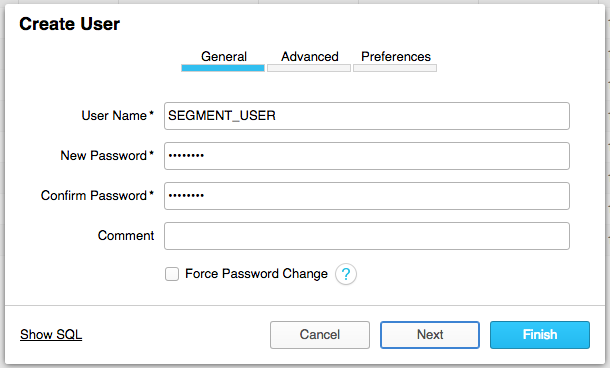 Create User
General Advanced Preferences
User Name*
SEGMENT_USER
New Password*
••••••••
Confirm Password*
••••••••
Comment
Force Password Change ?
Show SQL Cancel Next Finish